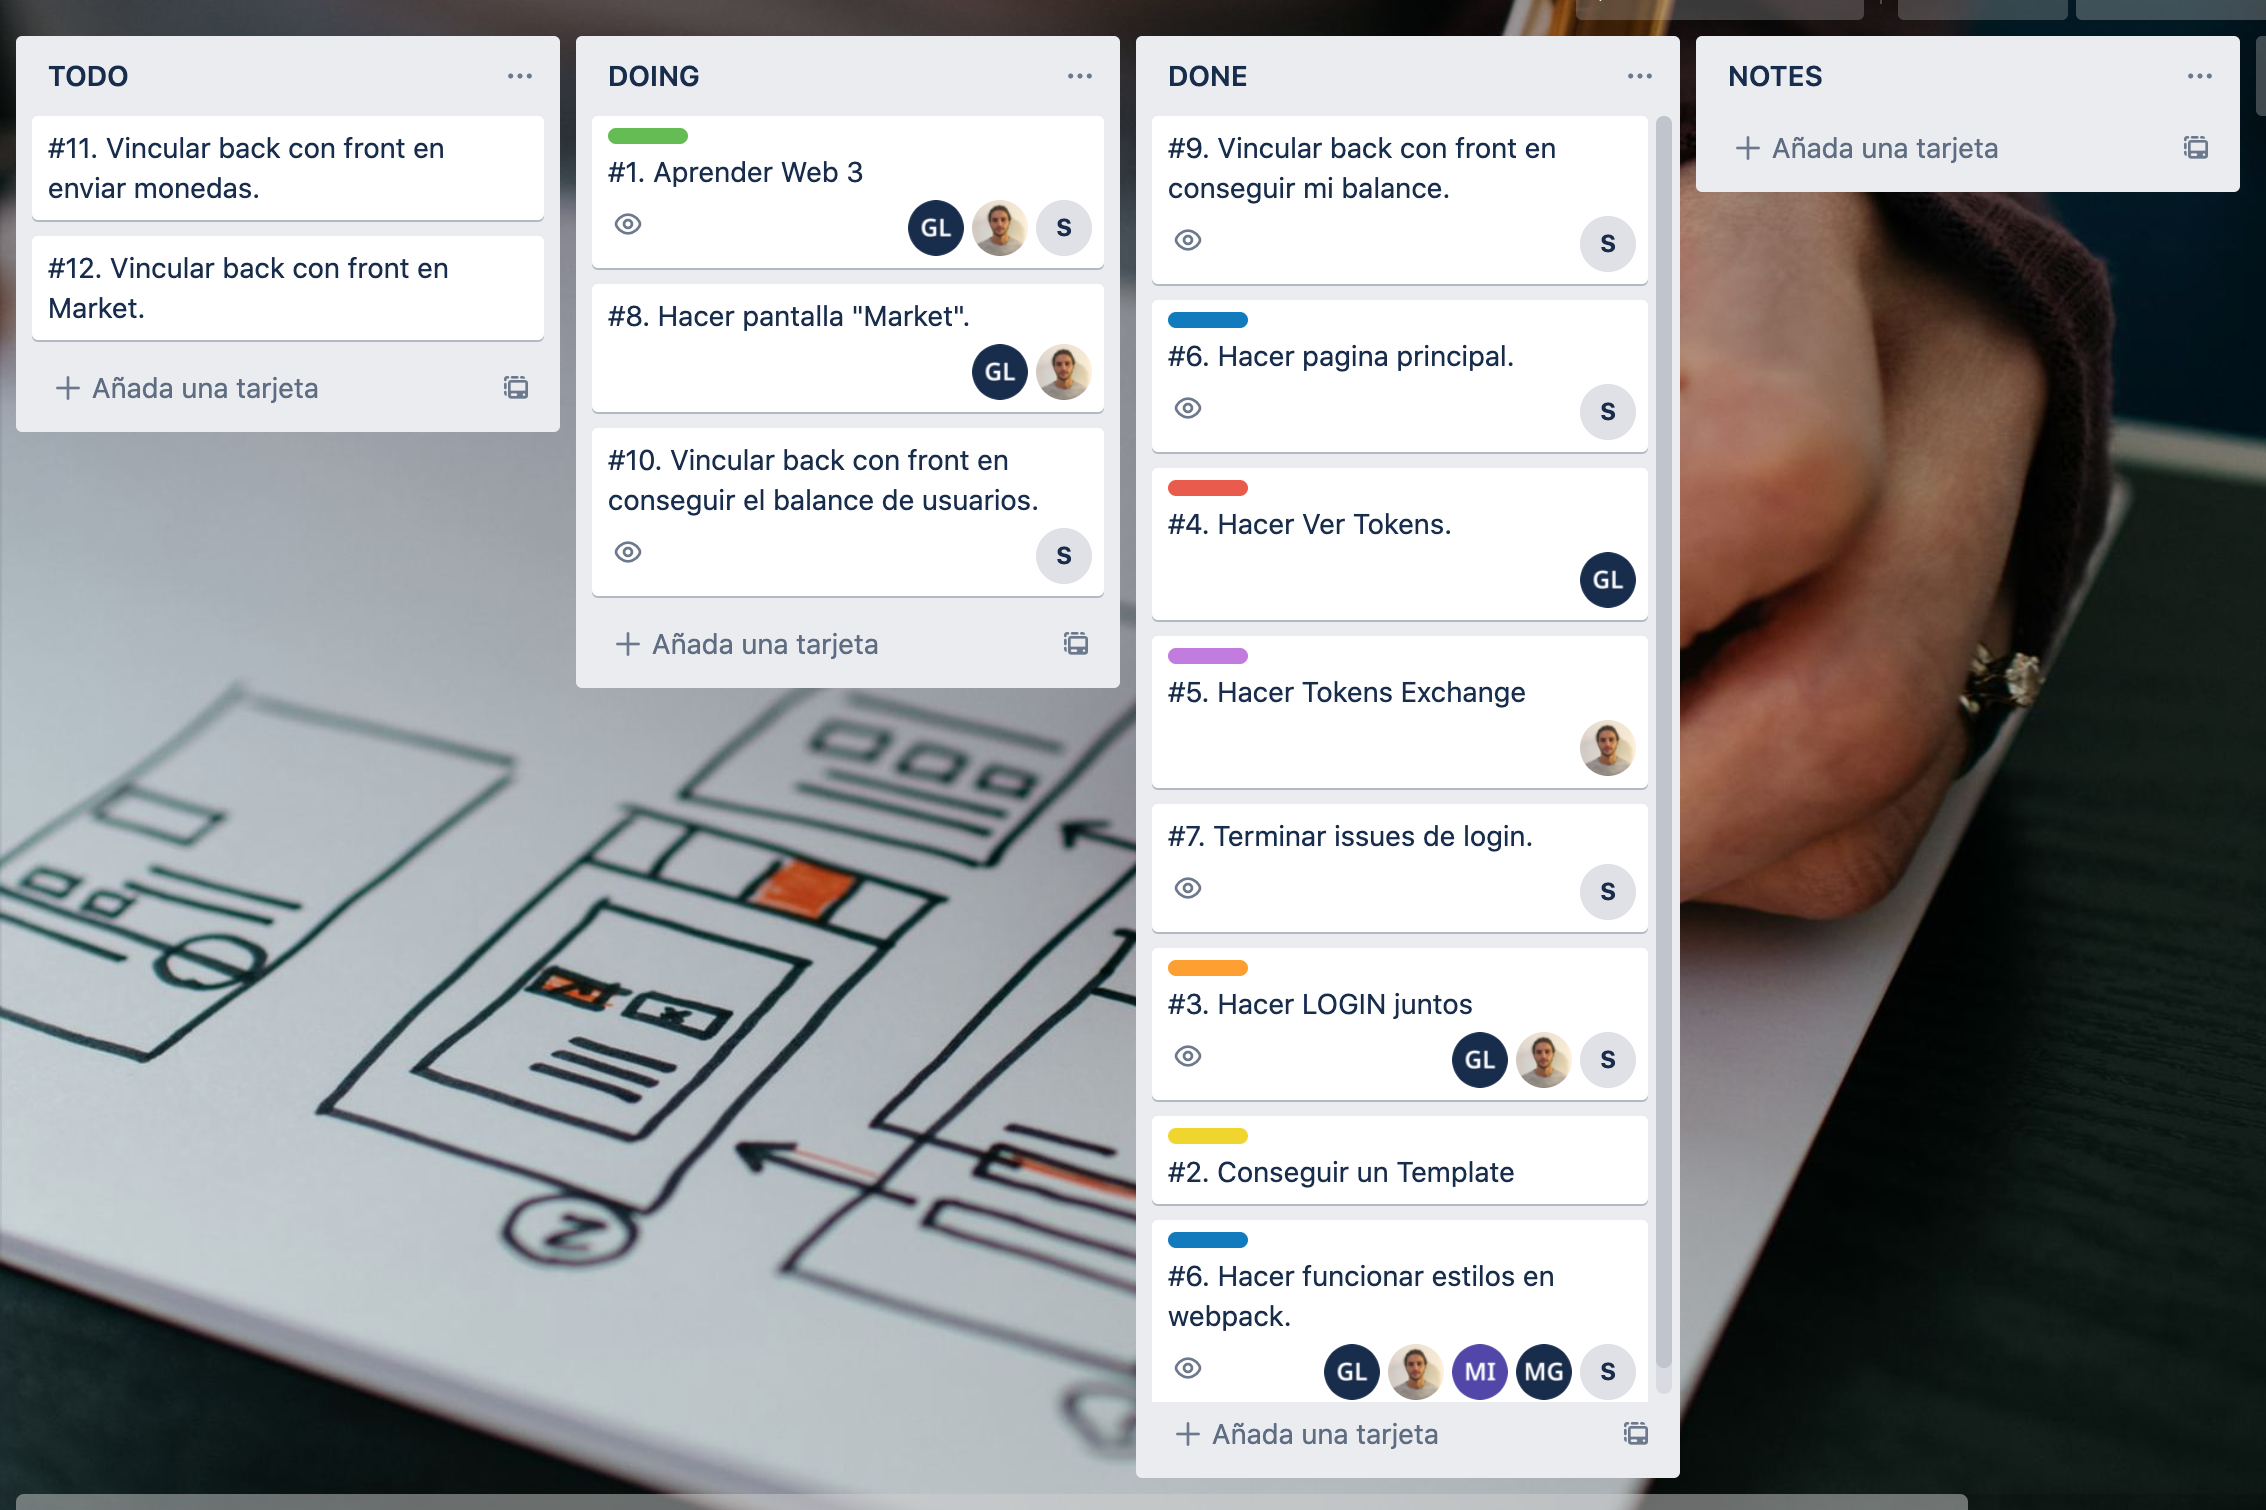 TODO
#11. Vincular back con front en
enviar monedas.
#12. Vincular back con front en
Market.
Añada una tarjeta
DOING
#1. Aprender Web 3
GL
S
#8. Hacer pantalla "Market".
GL
#10. Vincular back con front en
conseguir el balance de usuarios.
S
Añada una tarjeta
DONE
#9. Vincular back con front en
conseguir mi balance.
S
#6. Hacer pagina principal.
S
#4. Hacer Ver Tokens.
GL
#5. Hacer Tokens Exchange
#7. Terminar issues de login.
S
#3. Hacer LOGIN juntos
GL
S
#2. Conseguir un Template
#6. Hacer funcionar estilos en
webpack.
GL
MI
MG
S
Añada una tarjeta
NOTES
Añada una tarjeta
2